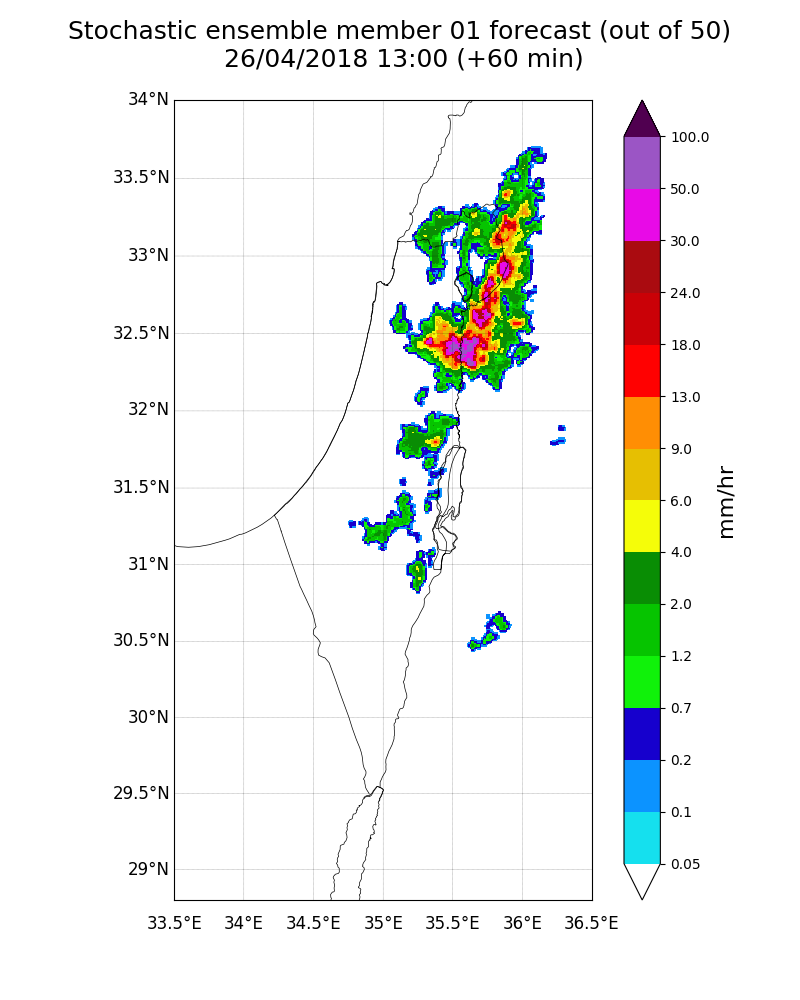 Stochastic ensemble member 01 forecast (out of 50)
26/04/2018 13:00 (+60 min)
34°N
33.5°N
33°N
32.5°N
32°N
31.5°N
31°N
30.5°N
30°N
29.5°N
29°N
33.5°E
34°E
34.5°E
35°E
35.5°E
36°E
36.5°E
100.0
50.0
30.0
24.0
18.0
13.0
9.0
6.0
4.0
2.0
1.2
0.7
0.2
0.1
0.05
mm/hr